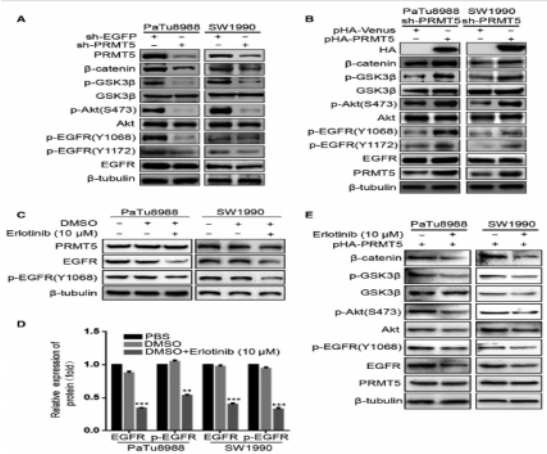 A
PaTu8988 SW1990
sh-EGFP + - + -
sh-PRMT5 - + - +
PRMT5
β-catenin
p-GSK3β
GSK3β
p-Akt(S473)
Akt
p-EGFR(Y1068)
p-EGFR(Y1172)
EGFR
β-tubulin
B
PaTu8988 SW1990
sh-PRMT5 sh-PRMT5
pHA-Venus + - + -
pHA-PRMT5 - + - +
HA
β-catenin
p-GSK3β
GSK3β
p-Akt(S473)
Akt
p-EGFR(Y1068)
p-EGFR(Y1172)
EGFR
PRMT5
β-tubulin
C
PaTu8988 SW1990
DMSO - + + - + +
Erlotinib (10 μM) - - + - - +
PRMT5
EGFR
p-EGFR(Y1068)
β-tubulin
D
PBS
DMSO
DMSO+Erlotinib (10 μM)
Relative expression of
protein (fold)
1.5
1.0
0.5
0.0
*** ** *** ***
EGFR p-EGFR EGFR p-EGFR
PaTu8988 SW1990
E
PaTu8988 SW1990
Erlotinib (10 μM) - + - +
pHA-PRMT5 + + + +
β-catenin
p-GSK3β
GSK3β
p-Akt(S473)
Akt
p-EGFR(Y1068)
EGFR
PRMT5
β-tubulin